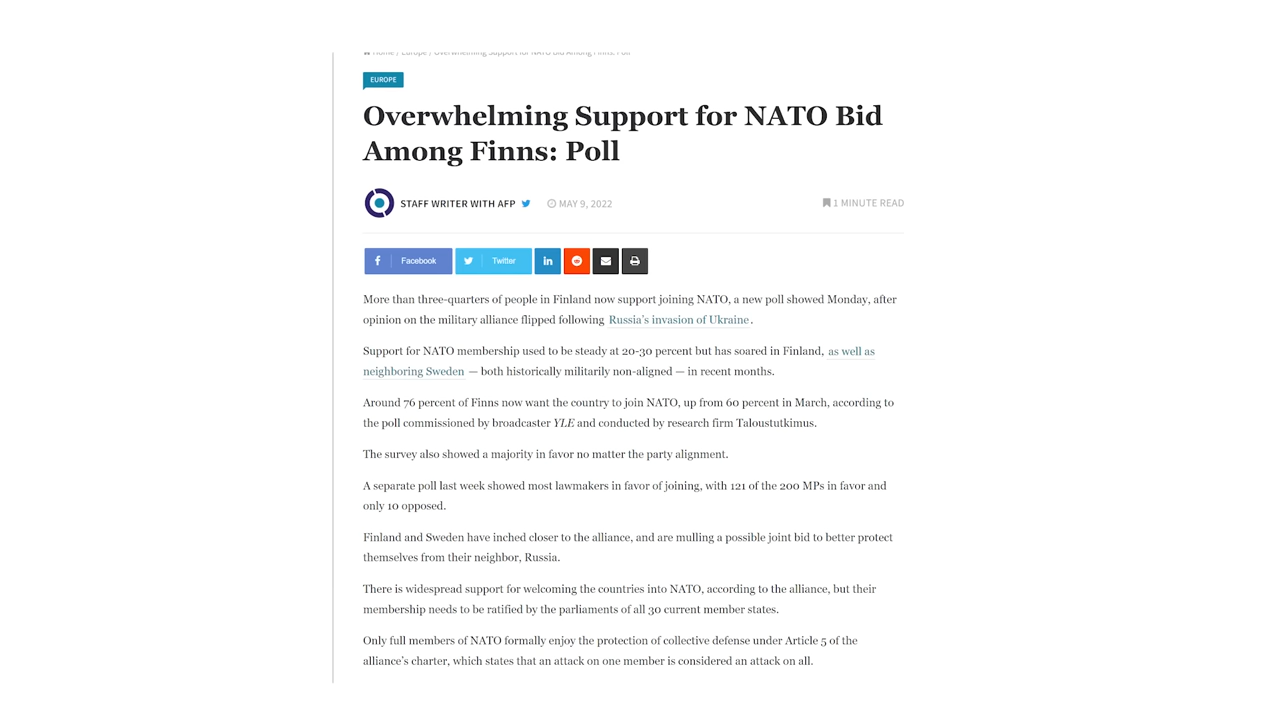 Home / Europe / Overwhelming Support for NATO Bid Among Finns: Poll
EUROPE
Overwhelming Support for NATO Bid
Among Finns: Poll
STAFF WRITER WITH AFP MAY 9, 2022 1 MINUTE READ
Facebook Twitter in
More than three-quarters of people in Finland now support joining NATO, a new poll showed Monday, after
opinion on the military alliance flipped following Russia's invasion of Ukraine.
Support for NATO membership used to be steady at 20-30 percent but has soared in Finland, as well as
neighboring Sweden — both historically militarily non-aligned — in recent months.
Around 76 percent of Finns now want the country to join NATO, up from 60 percent in March, according to
the poll commissioned by broadcaster YLE and conducted by research firm Taloustutkimus.
The survey also showed a majority in favor no matter the party alignment.
A separate poll last week showed most lawmakers in favor of joining, with 121 of the 200 MPs in favor and
only 10 opposed.
Finland and Sweden have inched closer to the alliance, and are mulling a possible joint bid to better protect
themselves from their neighbor, Russia.
There is widespread support for welcoming the countries into NATO, according to the alliance, but their
membership needs to be ratified by the parliaments of all 30 current member states.
Only full members of NATO formally enjoy the protection of collective defense under Article 5 of the
alliance's charter, which states that an attack on one member is considered an attack on all.